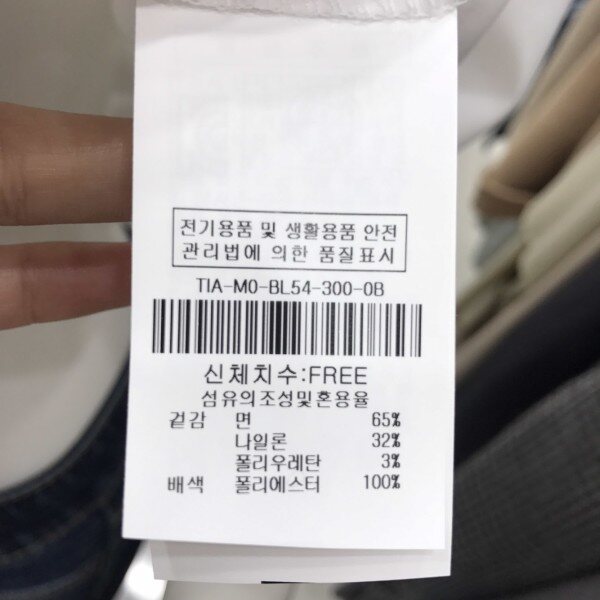 전기용품 및 생활용품 안전
관리법에 의한 품질표시
TIA-MO-BL54-300-OB
신체치수:FREE
섬유의조성및혼용율
겉감 면 65%
나일론 32%
폴리우레탄 3%
배색 폴리에스터 100%